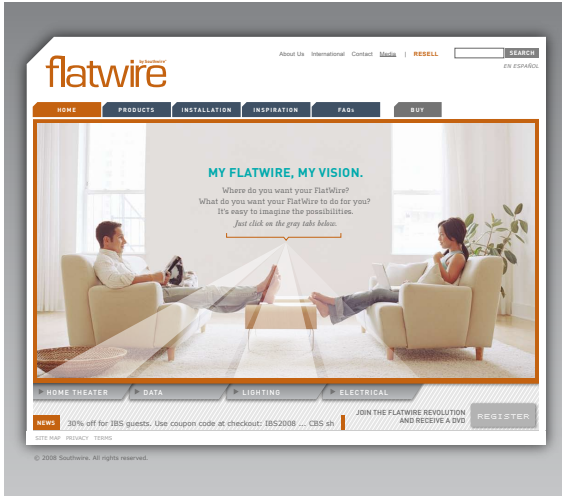 About Us International Contact Media | RESELL SEARCH
EN ESPAÑOL
by Southwire
flatwire
HOME PRODUCTS INSTALLATION INSPIRATION FAQs BUY
MY FLATWIRE, MY VISION.
Where do you want your FlatWire?
What do you want your FlatWire to do for you?
It's easy to imagine the possibilities.
Just click on the gray tabs below.
HOME THEATER DATA LIGHTING ELECTRICAL
NEWS 30% off for IBS guests. Use coupon code at checkout: IBS2008 ... CBS sh
JOIN THE FLATWIRE REVOLUTION
AND RECEIVE A DVD
REGISTER
SITE MAP PRIVACY TERMS
© 2008 Southwire. All rights reserved.